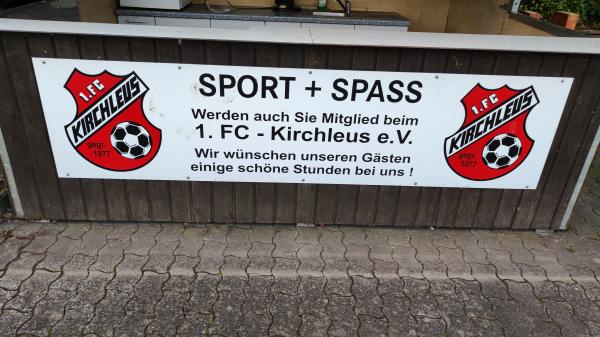 1. FC
KIRCHLEUS
gegr.
1977
SPORT + SPASS
Werden auch Sie Mitglied beim
1. FC - Kirchleus e.V.
Wir wünschen unseren Gästen
einige schöne Stunden bei uns !
1. FC
KIRCHLEUS
gegr.
1977